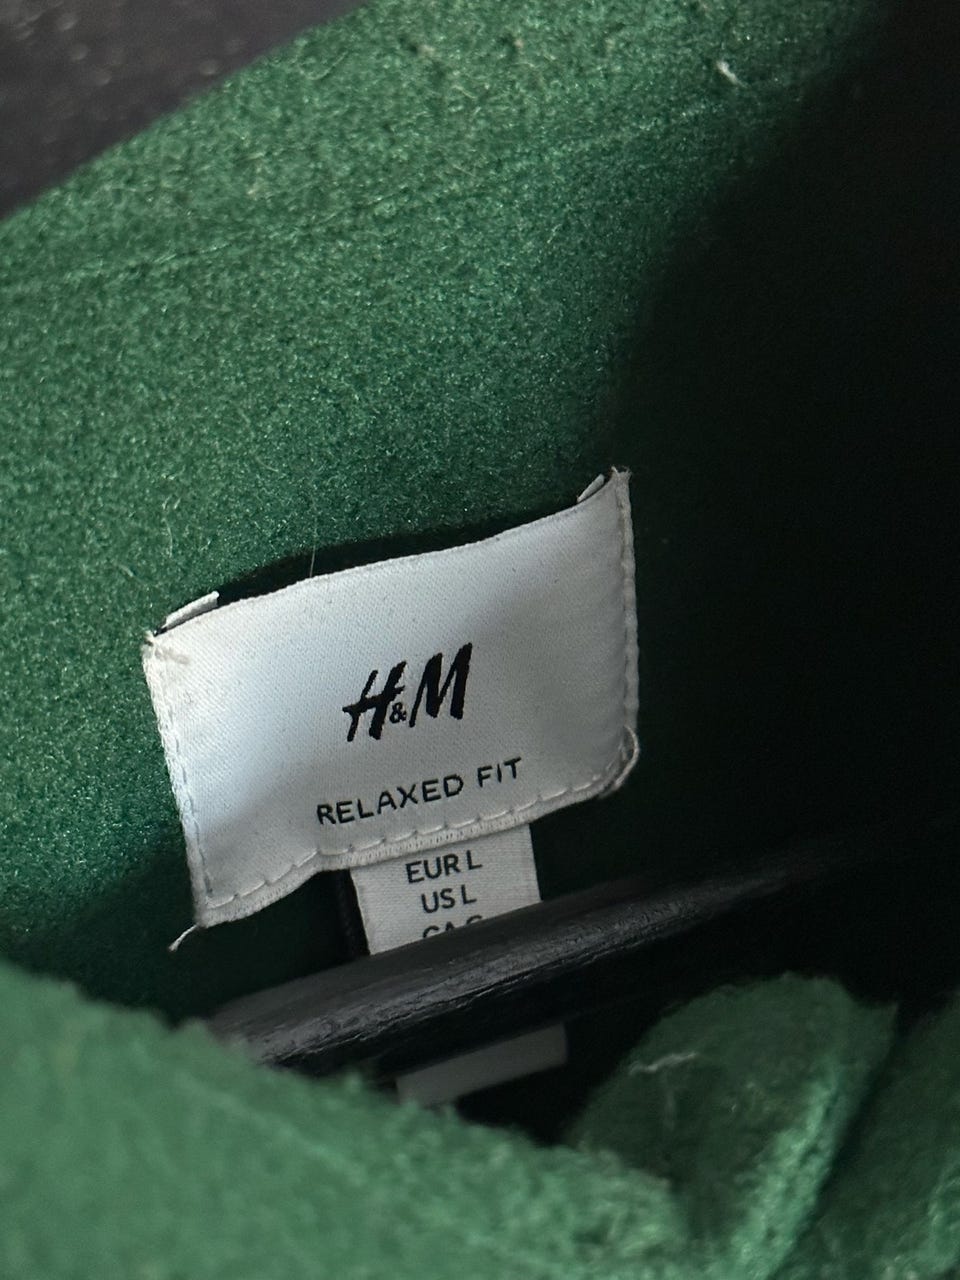 H&M
RELAXED FIT
EUR L
US L